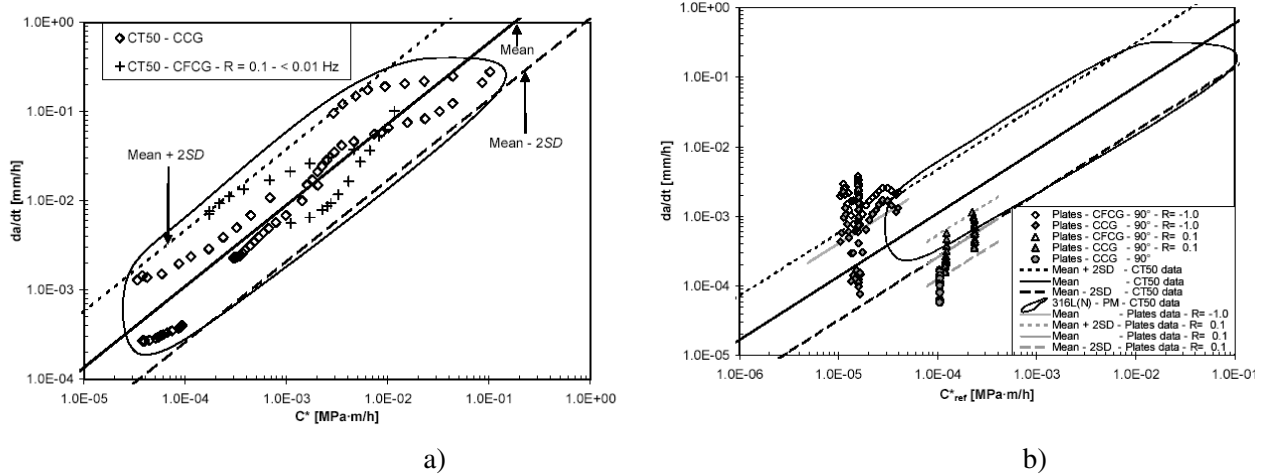 1.0E+00
1.0E-01
1.0E-02
1.0E-03
1.0E-04
da/dt [mm/h]
CT50 - CCG
CT50 - CFCG - R = 0.1 - < 0.01 Hz
Mean
Mean + 2SD
Mean - 2SD
1.0E-05 1.0E-04 1.0E-03 1.0E-02 1.0E-01 1.0E+00
C* [MPa·m/h]
a)
1.0E+00
1.0E-01
1.0E-02
1.0E-03
1.0E-04
1.0E-05
da/dt [mm/h]
Plates - CFCG - 90° - R= -1.0
Plates - CCG - 90° - R= -1.0
Plates - CFCG - 90° - R= 0.1
Plates - CCG - 90° - R= 0.1
Plates - CCG - 90°
Mean + 2SD - CT50 data
Mean - CT50 data
Mean - 2SD - CT50 data
316L(N) - PM - CT50 data
Mean - Plates data - R= -1.0
Mean + 2SD - Plates data - R= 0.1
Mean - Plates data - R= 0.1
Mean - 2SD - Plates data - R= 0.1
1.0E-06 1.0E-05 1.0E-04 1.0E-03 1.0E-02 1.0E-01
C*ref [MPa·m/h]
b)